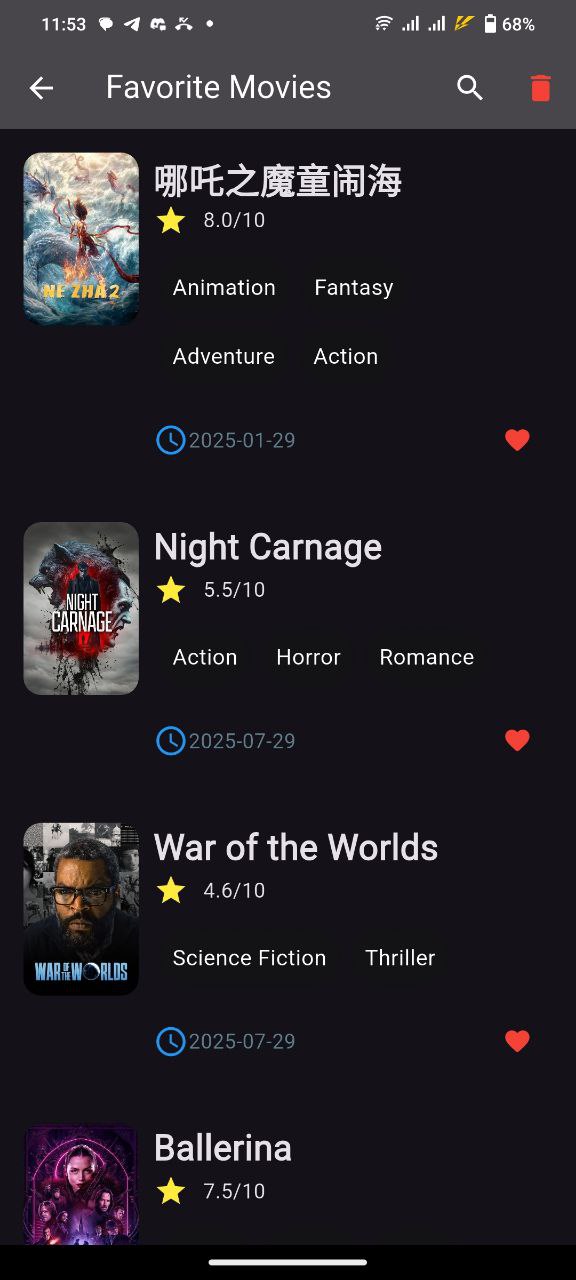 11:53
68%
Favorite Movies
哪吒之魔童闹海
8.0/10
NE ZHA 2
Animation Fantasy
Adventure Action
2025-01-29
Night Carnage
5.5/10
NIGHT
CARNAGE
Action Horror Romance
2025-07-29
War of the Worlds
4.6/10
WAR OF THE WORLDS
Science Fiction Thriller
2025-07-29
Ballerina
7.5/10